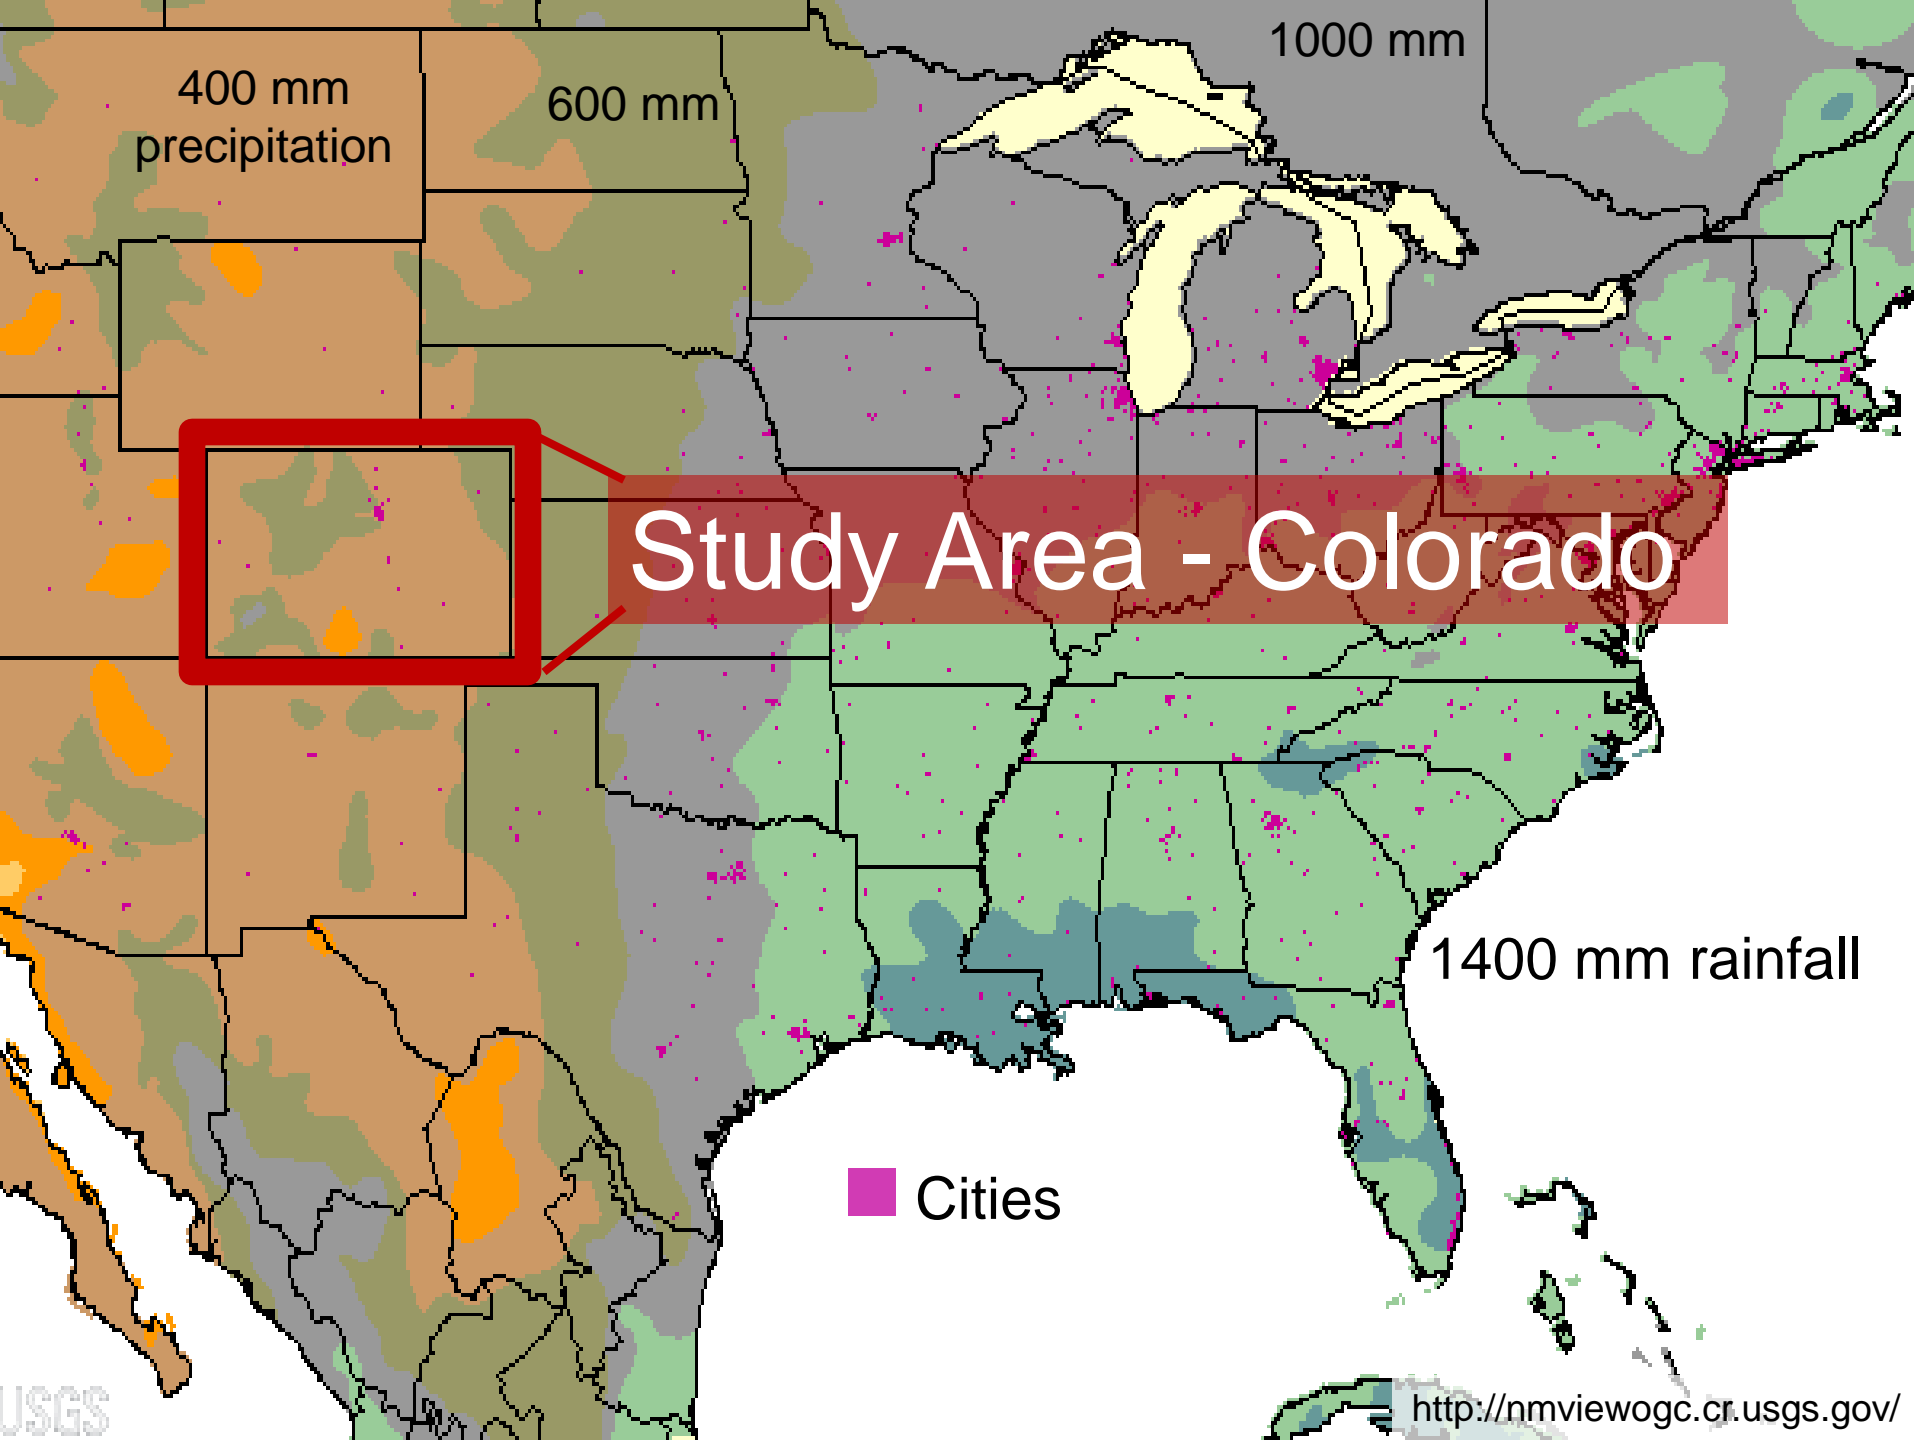 1000 mm
400 mm
precipitation
600 mm
Study Area - Colorado
1400 mm rainfall
Cities
USGS
http://nmviewogc.cr.usgs.gov/